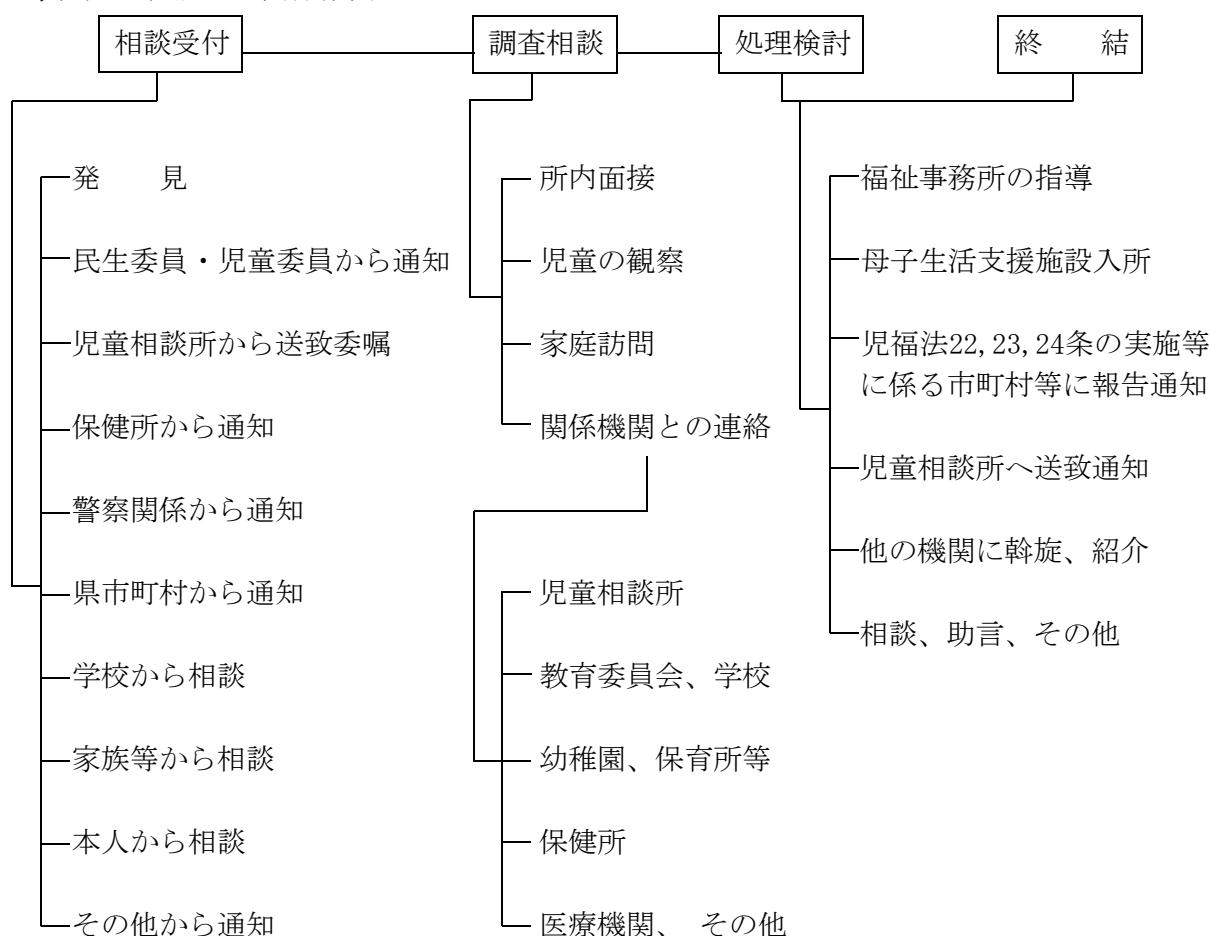 相談受付
調査相談
処理検討
終　　結
発　　見
民生委員・児童委員から通知
児童相談所から送致委嘱
保健所から通知
警察関係から通知
県市町村から通知
学校から相談
家族等から相談
本人から相談
その他から通知
所内面接
児童の観察
家庭訪問
関係機関との連絡
児童相談所
教育委員会、学校
幼稚園、保育所等
保健所
医療機関、 その他
福祉事務所の指導
母子生活支援施設入所
児福法22,23,24条の実施等
に係る市町村等に報告通知
児童相談所へ送致通知
他の機関に斡旋、紹介
相談、助言、その他